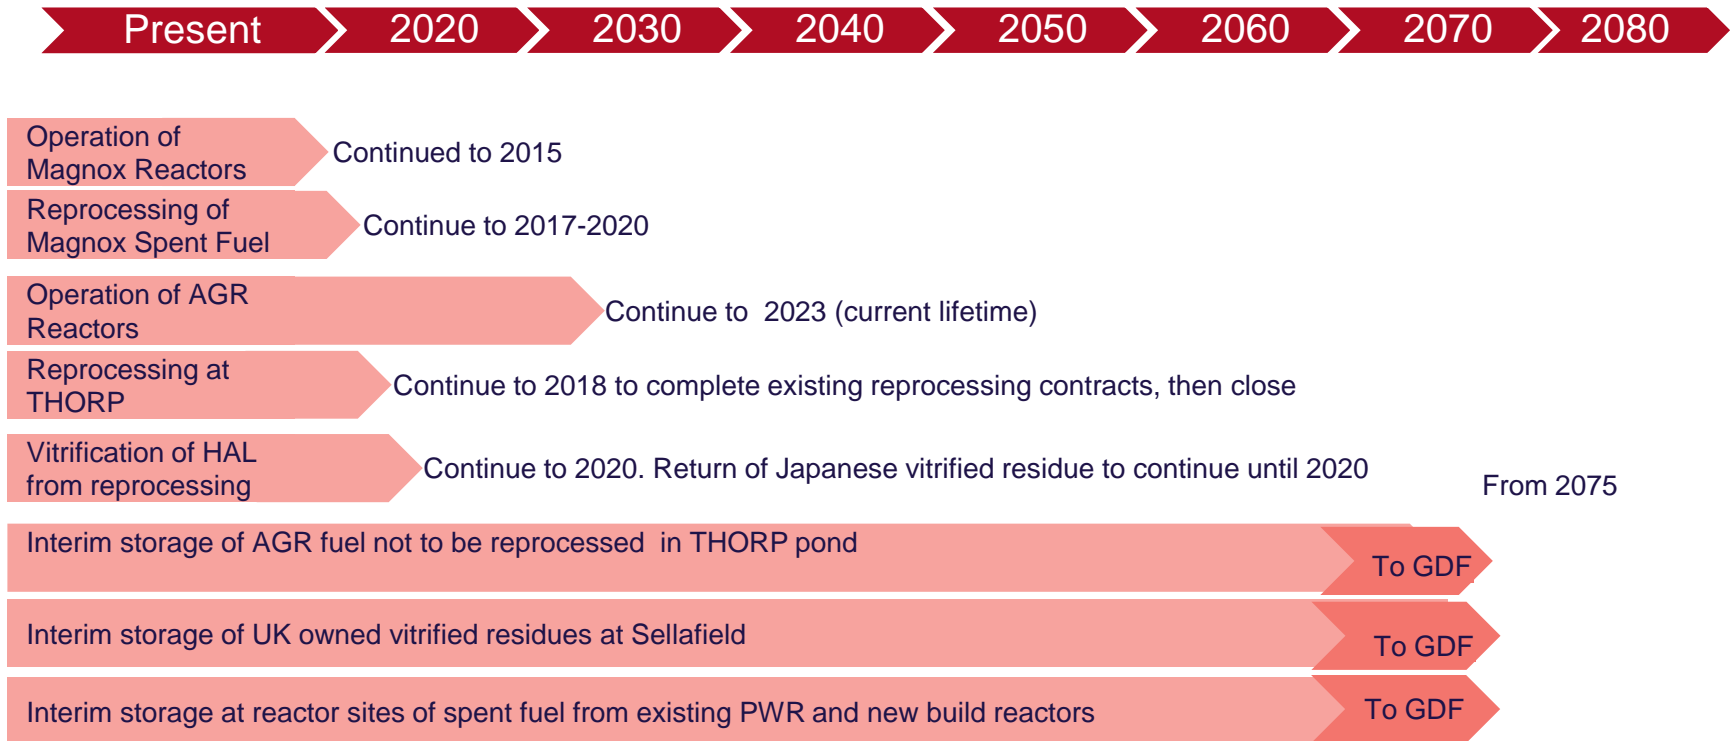 Present 2020 2030 2040 2050 2060 2070 2080
Operation of
Magnox Reactors
Continued to 2015
Reprocessing of
Magnox Spent Fuel
Continue to 2017-2020
Operation of AGR
Reactors
Continue to 2023 (current lifetime)
Reprocessing at
THORP
Continue to 2018 to complete existing reprocessing contracts, then close
Vitrification of HAL
from reprocessing
Continue to 2020. Return of Japanese vitrified residue to continue until 2020
From 2075
Interim storage of AGR fuel not to be reprocessed in THORP pond
To GDF
Interim storage of UK owned vitrified residues at Sellafield
To GDF
Interim storage at reactor sites of spent fuel from existing PWR and new build reactors
To GDF